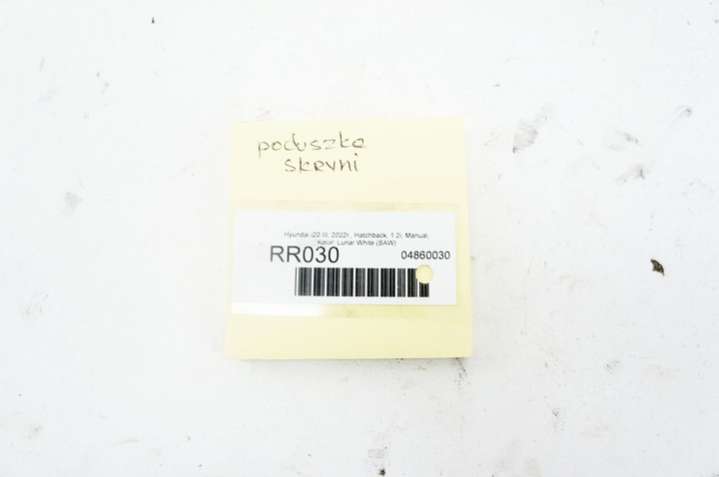 poduszka
skrzyni
Hyundai i20 III, 2022r., Hatchback, 1.2i, Manual,
Kolor: Lunar White (SAW)
RR030 04860030